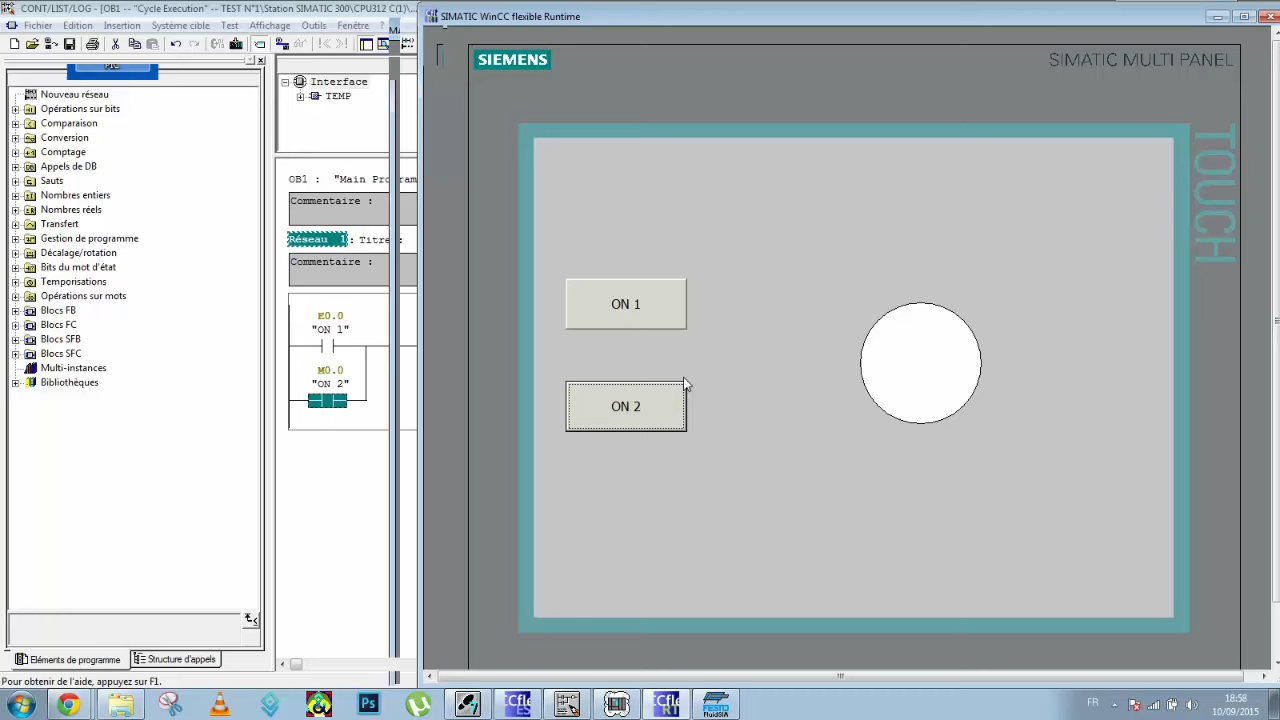 CONT/LIST/LOG - [OB1 -- "Cycle Execution" -- TEST N°1\Station SIMATIC 300\CPU312 C(1)\...
Fichier Edition Insertion Système cible Test Affichage Outils Fenêtre ?
Nouveau réseau
Opérations sur bits
Comparaison
Conversion
Comptage
Appels de DB
Sauts
Nombres entiers
Nombres réels
Transfert
Gestion de programme
Décalage/rotation
Bits du mot d'état
Temporisations
Opérations sur mots
Blocs FB
Blocs FC
Blocs SFB
Blocs SFC
Multi-instances
Bibliothèques
Eléments de programme
Structure d'appels
Pour obtenir de l'aide, appuyez sur F1.
Interface
TEMP
OB1 : "Main Program
Commentaire :
Réseau 1: Titre :
Commentaire :
E0.0
"ON 1"
M0.0
"ON 2"
SIMATIC WinCC flexible Runtime
SIEMENS
SIMATIC MULTI PANEL
TOUCH
ON 1
ON 2
FR
18:58
10/09/2015